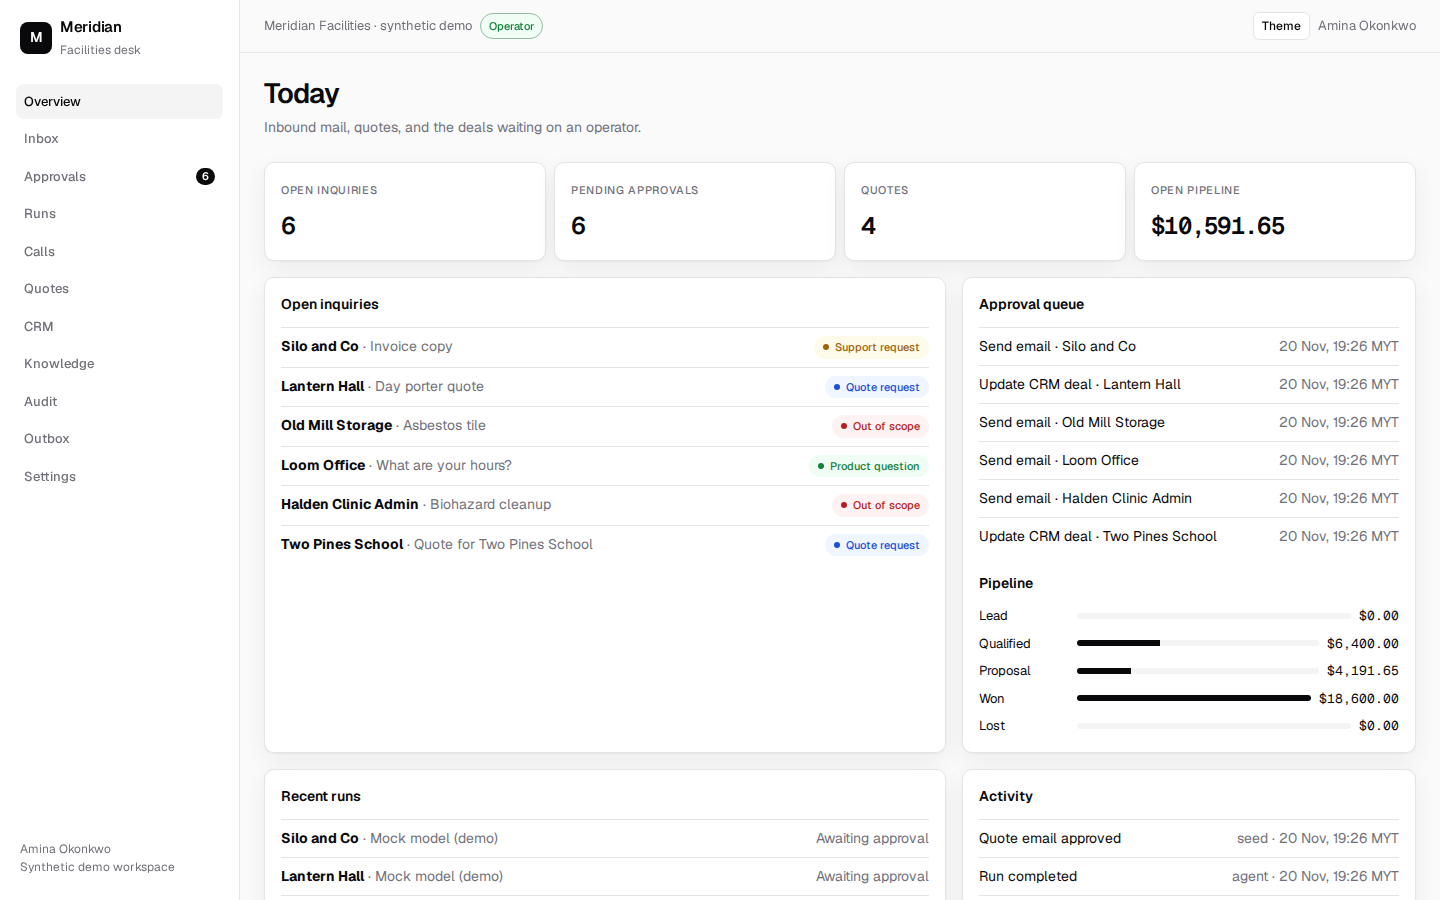 M
Meridian
Facilities desk
Overview
Inbox
Approvals 6
Runs
Calls
Quotes
CRM
Knowledge
Audit
Outbox
Settings
Amina Okonkwo
Synthetic demo workspace
Meridian Facilities · synthetic demo Operator
Theme Amina Okonkwo
Today
Inbound mail, quotes, and the deals waiting on an operator.
OPEN INQUIRIES
6
PENDING APPROVALS
6
QUOTES
4
OPEN PIPELINE
$10,591.65
Open inquiries
Silo and Co · Invoice copy Support request
Lantern Hall · Day porter quote Quote request
Old Mill Storage · Asbestos tile Out of scope
Loom Office · What are your hours? Product question
Halden Clinic Admin · Biohazard cleanup Out of scope
Two Pines School · Quote for Two Pines School Quote request
Approval queue
Send email · Silo and Co 20 Nov, 19:26 MYT
Update CRM deal · Lantern Hall 20 Nov, 19:26 MYT
Send email · Old Mill Storage 20 Nov, 19:26 MYT
Send email · Loom Office 20 Nov, 19:26 MYT
Send email · Halden Clinic Admin 20 Nov, 19:26 MYT
Update CRM deal · Two Pines School 20 Nov, 19:26 MYT
Pipeline
Lead $0.00
Qualified $6,400.00
Proposal $4,191.65
Won $18,600.00
Lost $0.00
Recent runs
Silo and Co · Mock model (demo) Awaiting approval
Lantern Hall · Mock model (demo) Awaiting approval
Activity
Quote email approved seed · 20 Nov, 19:26 MYT
Run completed agent · 20 Nov, 19:26 MYT